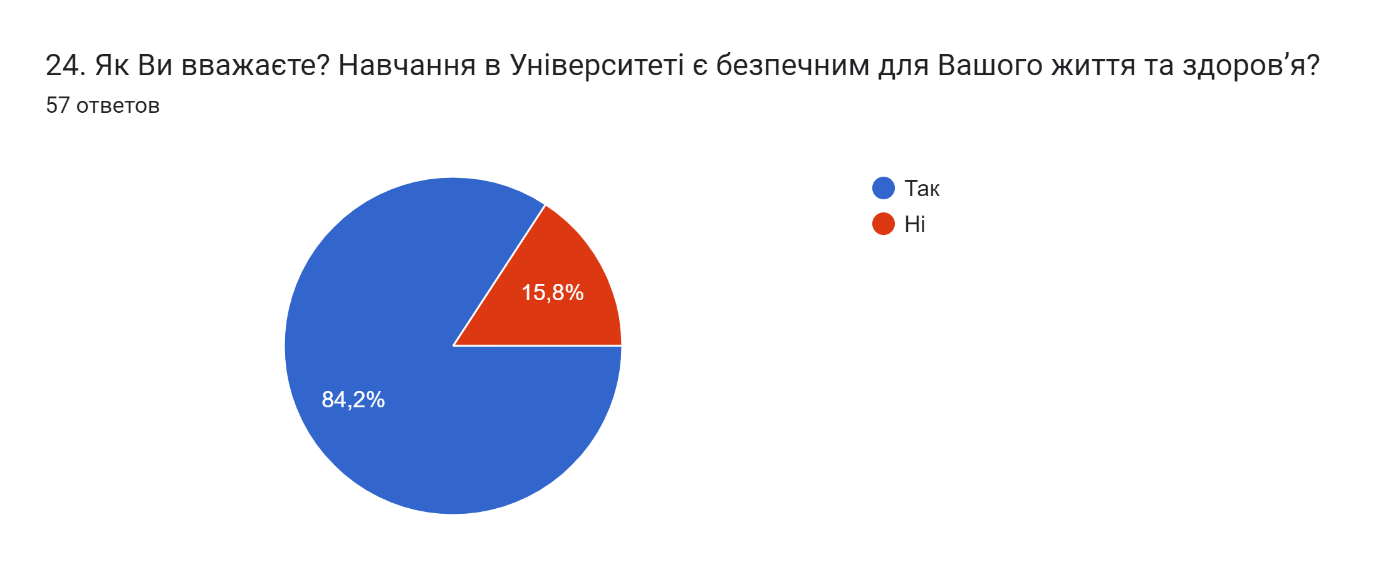 24. Як Ви вважаєте? Навчання в Університеті є безпечним для Вашого життя та здоров’я?
57 ответов
Так
Ні
15,8%
84,2%